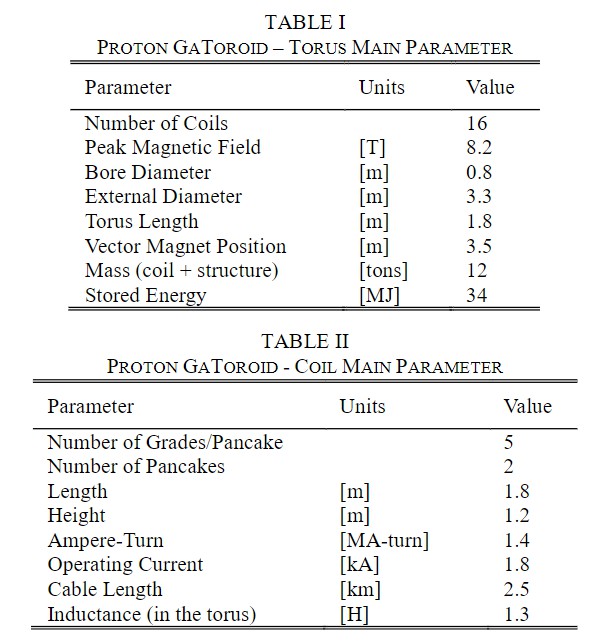 TABLE I
PROTON GATOROID – TORUS MAIN PARAMETER
Parameter Units Value
Number of Coils 16
Peak Magnetic Field [T] 8.2
Bore Diameter [m] 0.8
External Diameter [m] 3.3
Torus Length [m] 1.8
Vector Magnet Position [m] 3.5
Mass (coil + structure) [tons] 12
Stored Energy [MJ] 34
TABLE II
PROTON GATOROID - COIL MAIN PARAMETER
Parameter Units Value
Number of Grades/Pancake 5
Number of Pancakes 2
Length [m] 1.8
Height [m] 1.2
Ampere-Turn [MA-turn] 1.4
Operating Current [kA] 1.8
Cable Length [km] 2.5
Inductance (in the torus) [H] 1.3